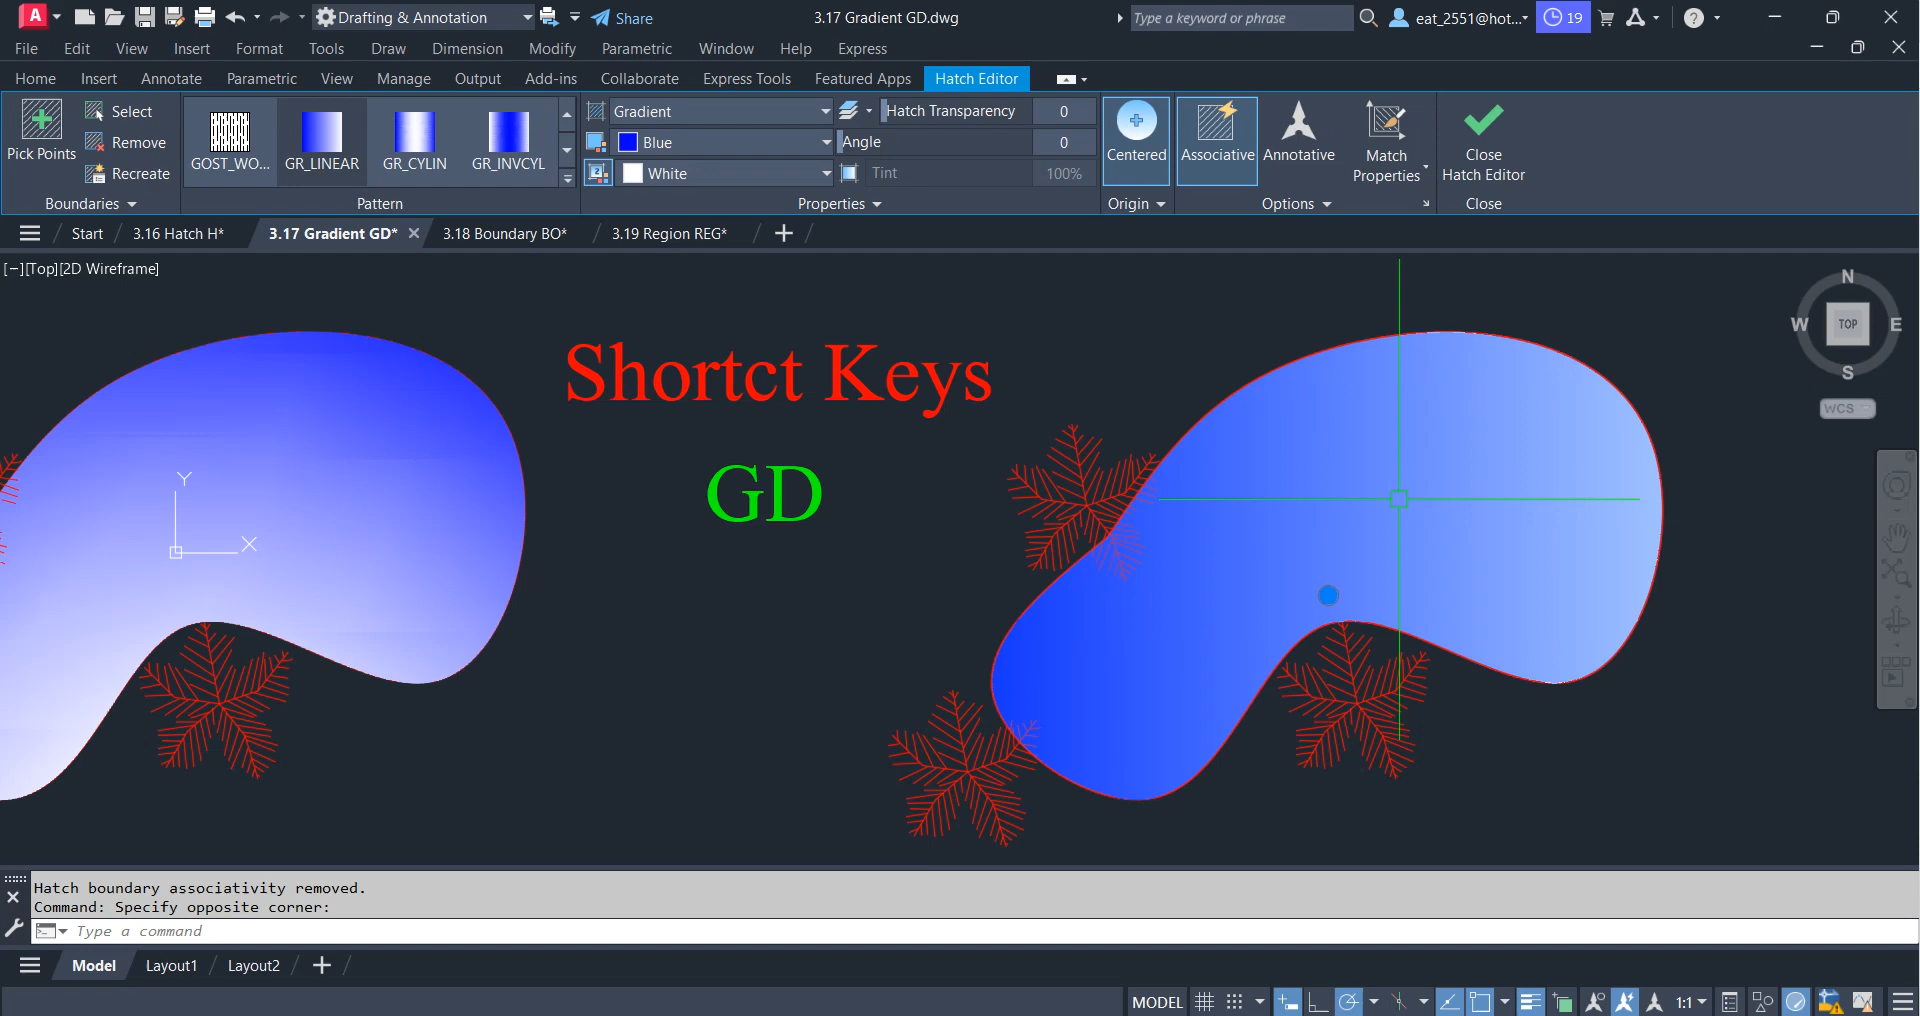 A Drafting & Annotation Share 3.17 Gradient GD.dwg Type a keyword or phrase eat_2551@hot... 19
File Edit View Insert Format Tools Draw Dimension Modify Parametric Window Help Express
Home Insert Annotate Parametric View Manage Output Add-ins Collaborate Express Tools Featured Apps Hatch Editor
Select Gradient Hatch Transparency 0
Remove Blue Angle 0
Pick Points Centered Associative Annotative Match Properties Close Hatch Editor
GOST_WO... GR_LINEAR GR_CYLIN GR_INVCYL
Recreate White Tint 100%
Boundaries Pattern Properties Origin Options Close
Start 3.16 Hatch H* 3.17 Gradient GD* 3.18 Boundary BO* 3.19 Region REG*
[−][Top][2D Wireframe]
N
W TOP E
S
WCS
Shortct Keys
GD
Y
X
Hatch boundary associativity removed.
Command: Specify opposite corner:
Type a command
Model Layout1 Layout2
MODEL 1:1